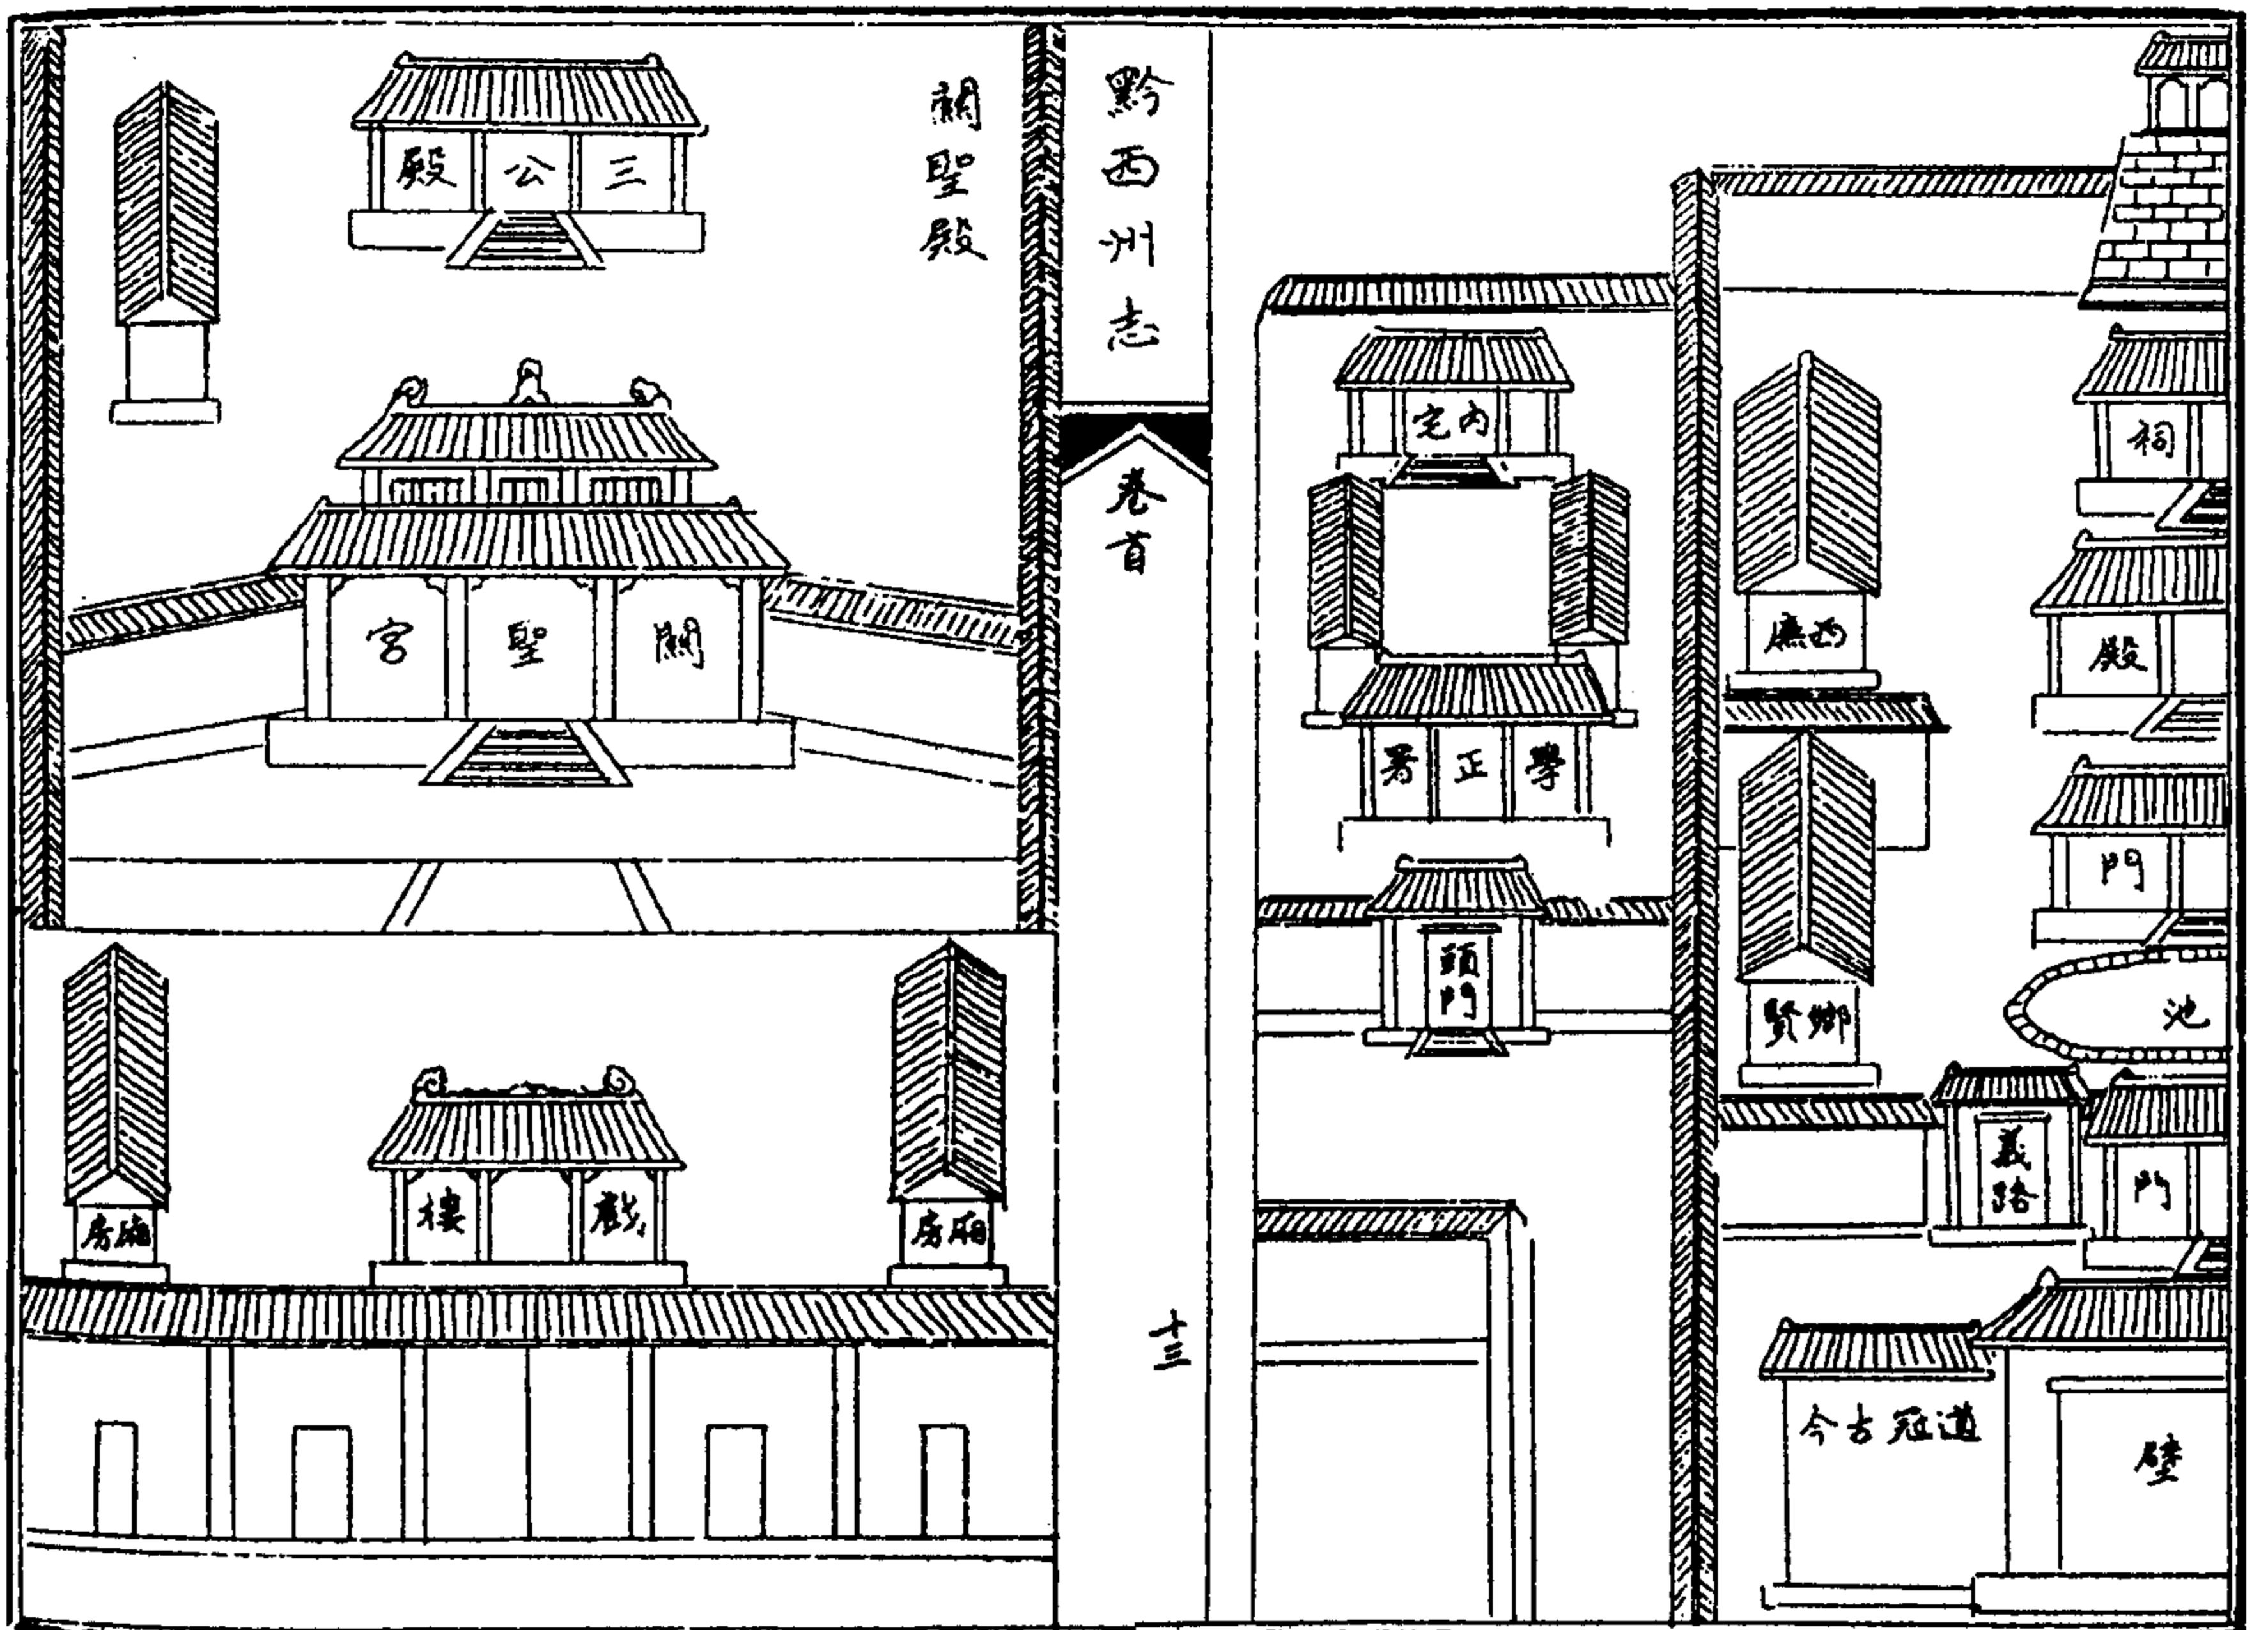 祠
殿
門
池
門
壁
西廡
鄉賢
義路
道冠古今
內宅
學正署
頭門
黔西州志
卷首
十三
關聖殿
三公殿
關聖宮
戲樓
廂房
廂房